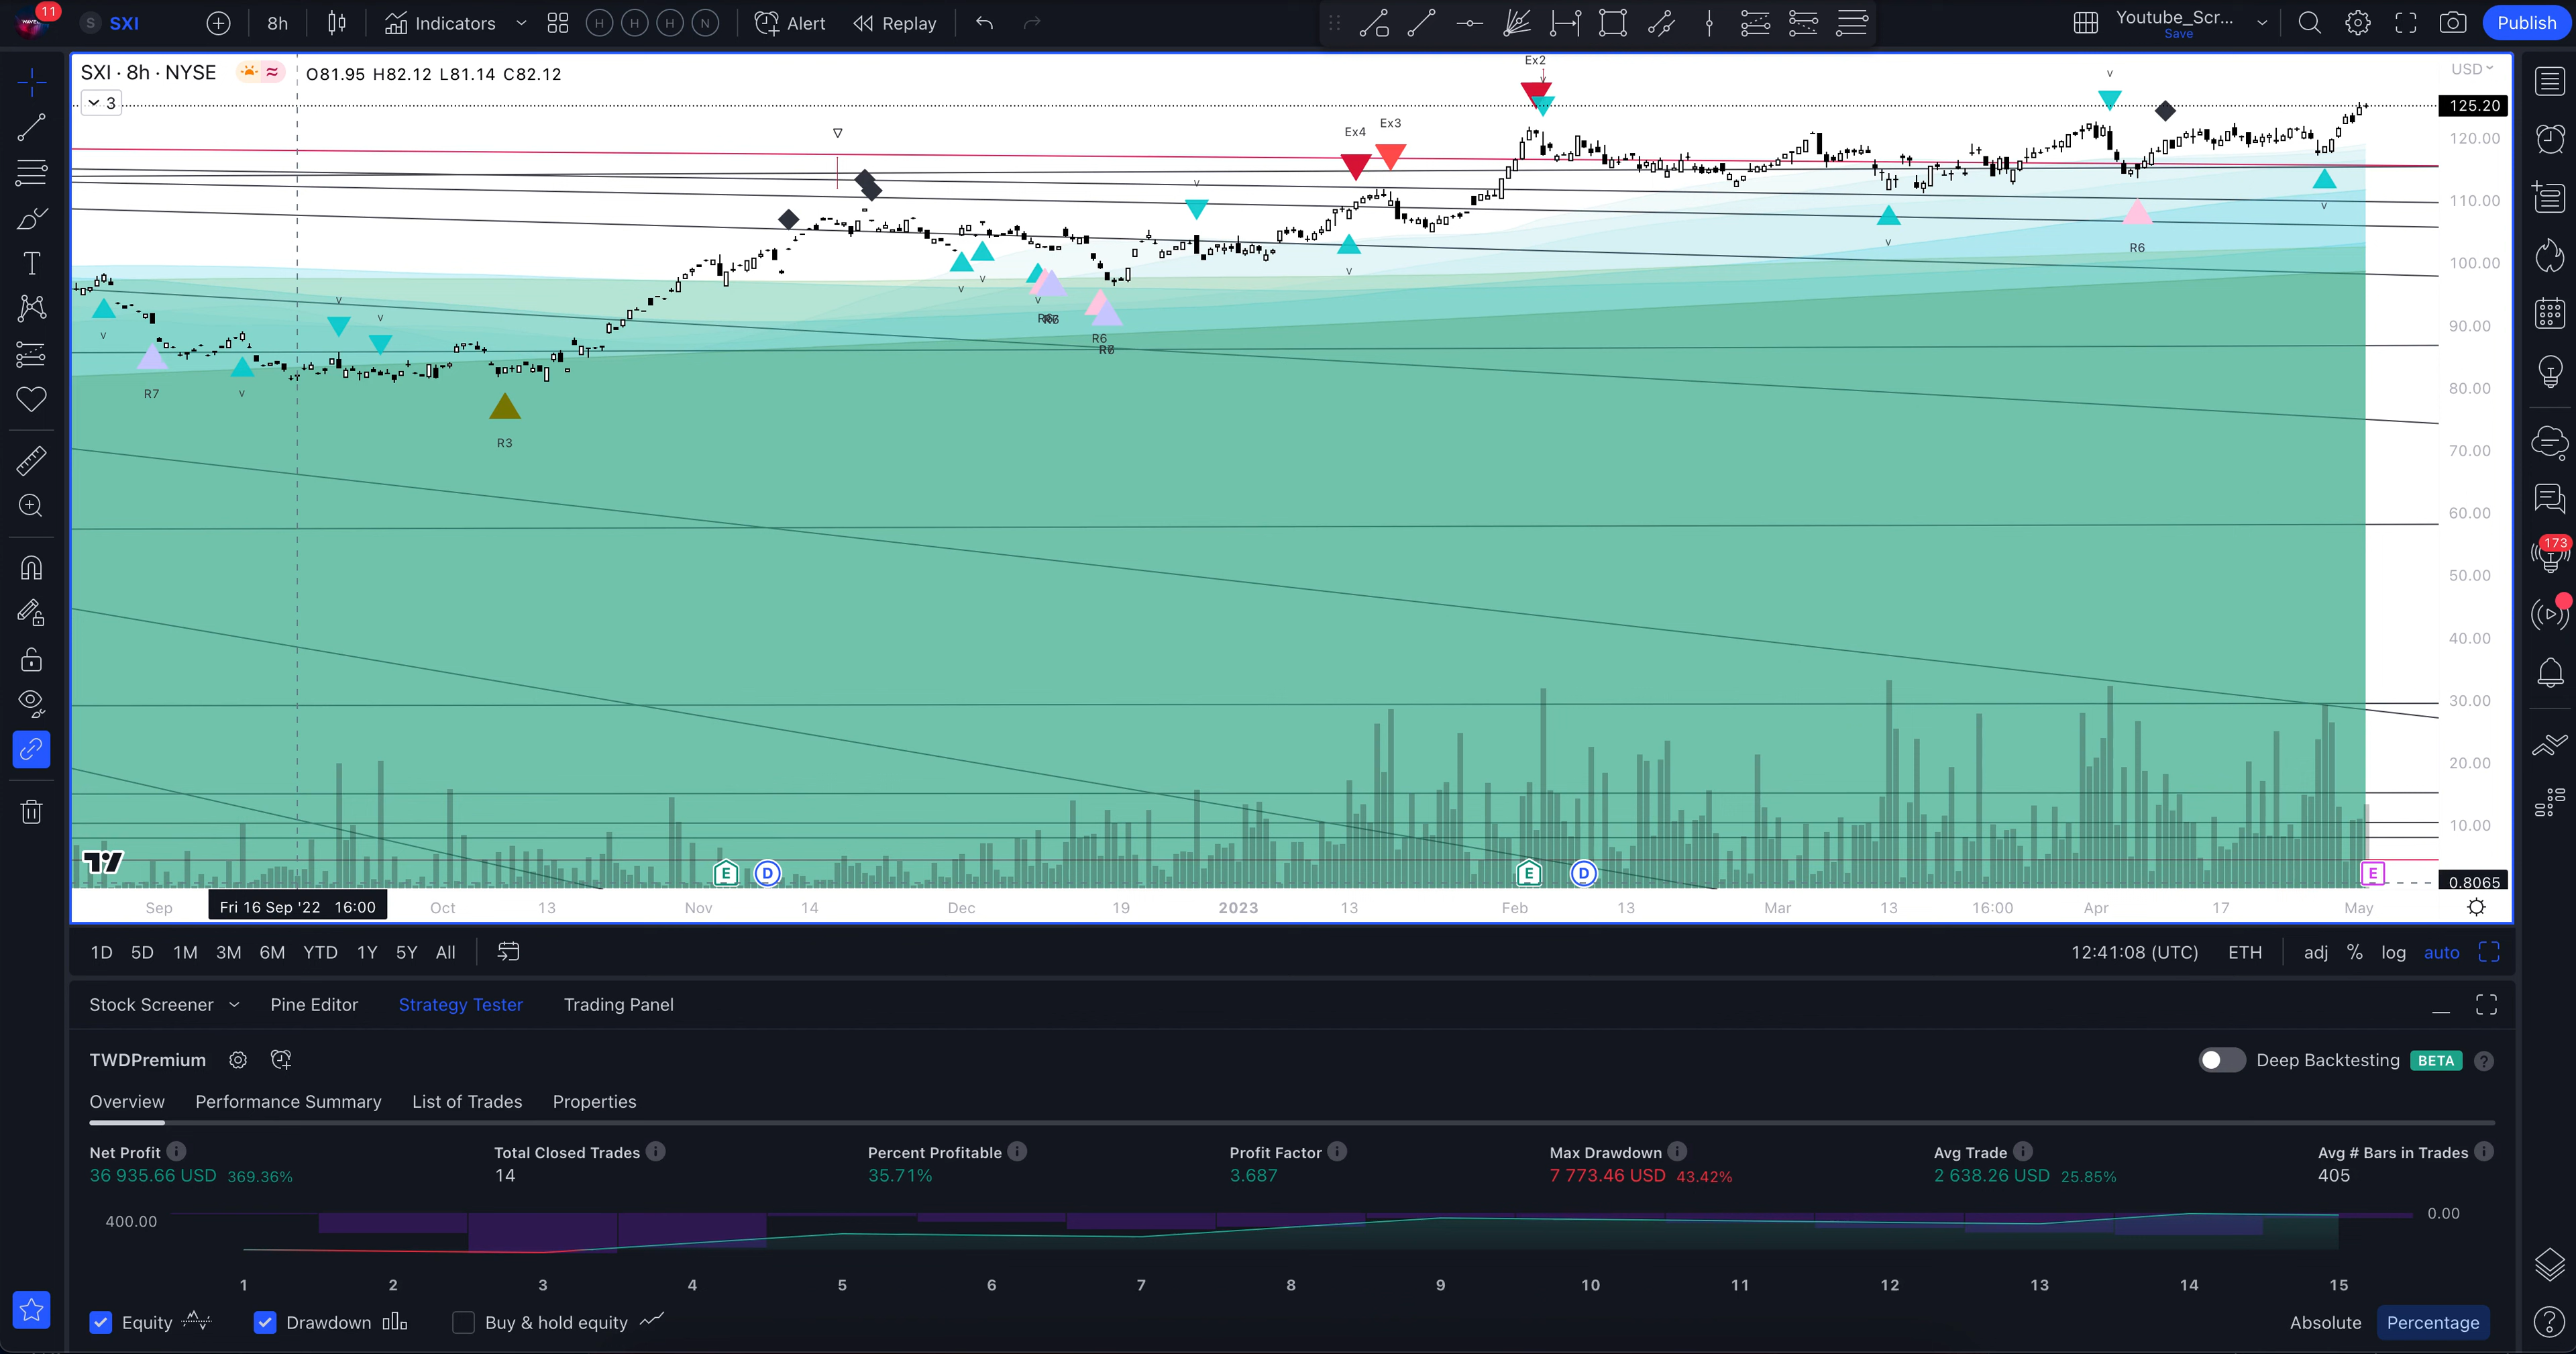 11
S SXI 8h Indicators H H H N Alert Replay Youtube_Scr... Save Publish
SXI · 8h · NYSE O81.95 H82.12 L81.14 C82.12
3
USD
125.20
120.00
110.00
100.00
90.00
80.00
70.00
60.00
50.00
40.00
30.00
20.00
10.00
0.8065
Ex2
v
v
Ex4
Ex3
v
v
v
v
R6
v
v
v
v
v
R6
v
v
v
R7
R3
173
E D E D E
Sep Fri 16 Sep '22 16:00 Oct 13 Nov 14 Dec 19 2023 13 Feb 13 Mar 13 16:00 Apr 17 May
1D 5D 1M 3M 6M YTD 1Y 5Y All 12:41:08 (UTC) ETH adj % log auto
Stock Screener Pine Editor Strategy Tester Trading Panel
TWDPremium Deep Backtesting BETA ?
Overview Performance Summary List of Trades Properties
Net Profit Total Closed Trades Percent Profitable Profit Factor Max Drawdown Avg Trade Avg # Bars in Trades
36 935.66 USD 369.36% 14 35.71% 3.687 7 773.46 USD 43.42% 2 638.26 USD 25.85% 405
400.00 0.00
1 2 3 4 5 6 7 8 9 10 11 12 13 14 15
Equity Drawdown Buy & hold equity Absolute Percentage